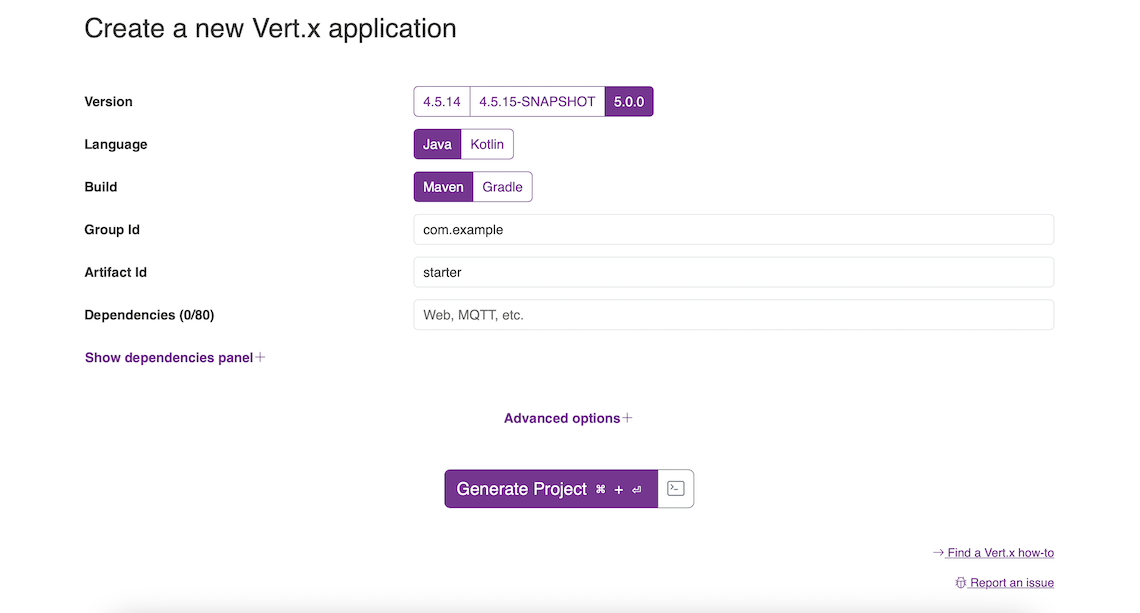 Create a new Vert.x application
Version 4.5.14 4.5.15-SNAPSHOT 5.0.0
Language Java Kotlin
Build Maven Gradle
Group Id com.example
Artifact Id starter
Dependencies (0/80) Web, MQTT, etc.
Show dependencies panel+
Advanced options+
Generate Project ⌘ + ⏎
→ Find a Vert.x how-to
Report an issue